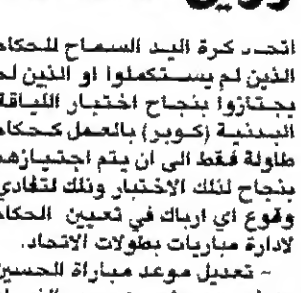 اتحد كرة اليد السماح للحكام
الذين لم يستكملوا او الذين لم
يجتازوا بنجاح اختبار اللياقة
البدنية (كوبر) بالعمل كحكام
طاولة فقط الى ان يتم اجتيازهم
بنجاح لذلك الاختبار وذلك لتفادي
وقوع اي ارباك في تعيين الحكام
لادارة مباريات بطولات الاتحاد.
- تعديل موعد مباراة الحسين